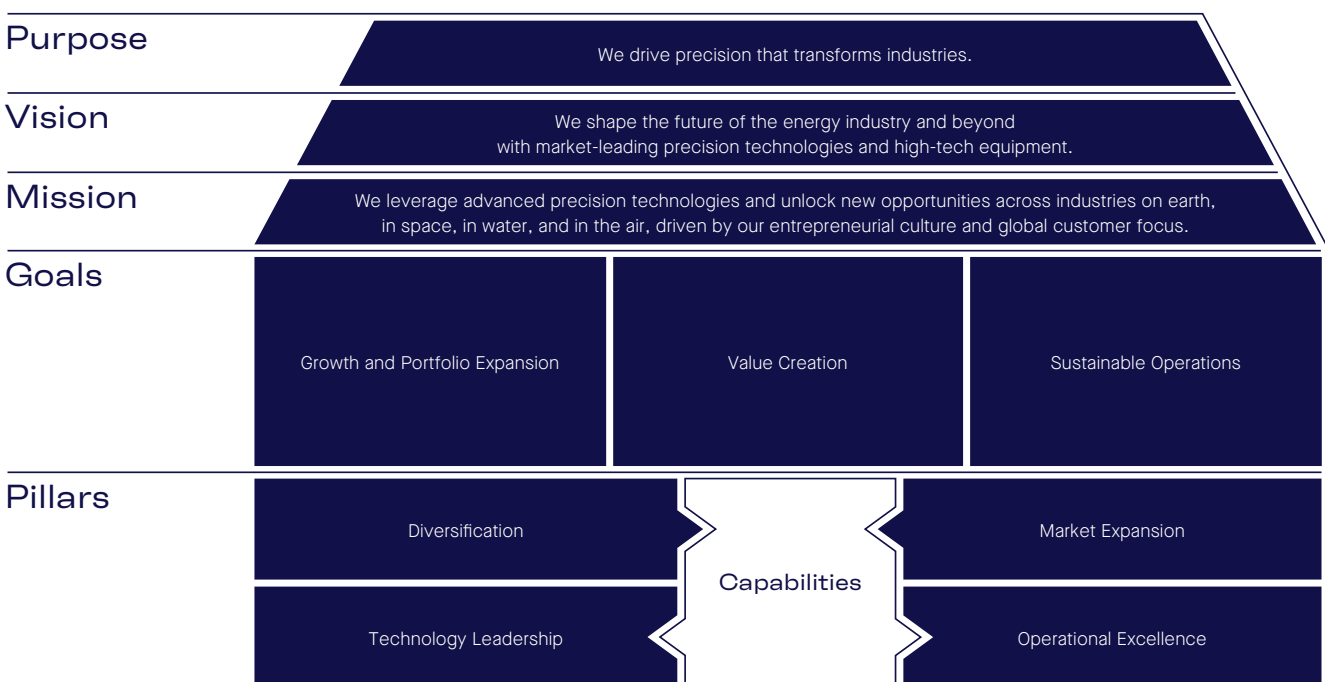 Purpose
We drive precision that transforms industries.
Vision
We shape the future of the energy industry and beyond
with market-leading precision technologies and high-tech equipment.
Mission
We leverage advanced precision technologies and unlock new opportunities across industries on earth,
in space, in water, and in the air, driven by our entrepreneurial culture and global customer focus.
Goals
Growth and Portfolio Expansion
Value Creation
Sustainable Operations
Pillars
Diversification
Market Expansion
Capabilities
Technology Leadership
Operational Excellence